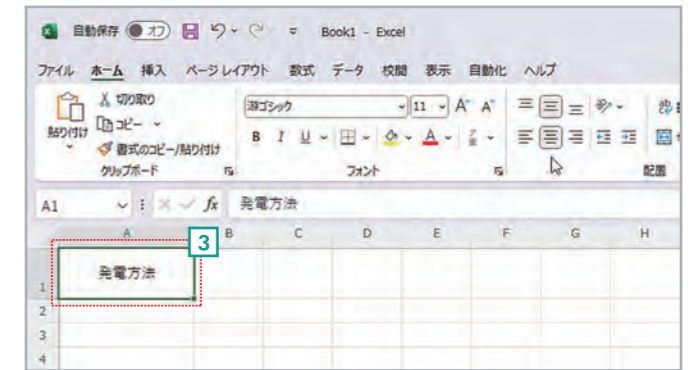 自動保存 オフ Book1 - Excel
ファイル ホーム 挿入 ページ レイアウト 数式 データ 校閲 表示 自動化 ヘルプ
貼り付け
切り取り
コピー
書式のコピー/貼り付け
クリップボード
游ゴシック 11 A A
B I U A
フォント
配置
A1 fx 発電方法
A B C D E F G H
3
1 発電方法
2
3
4